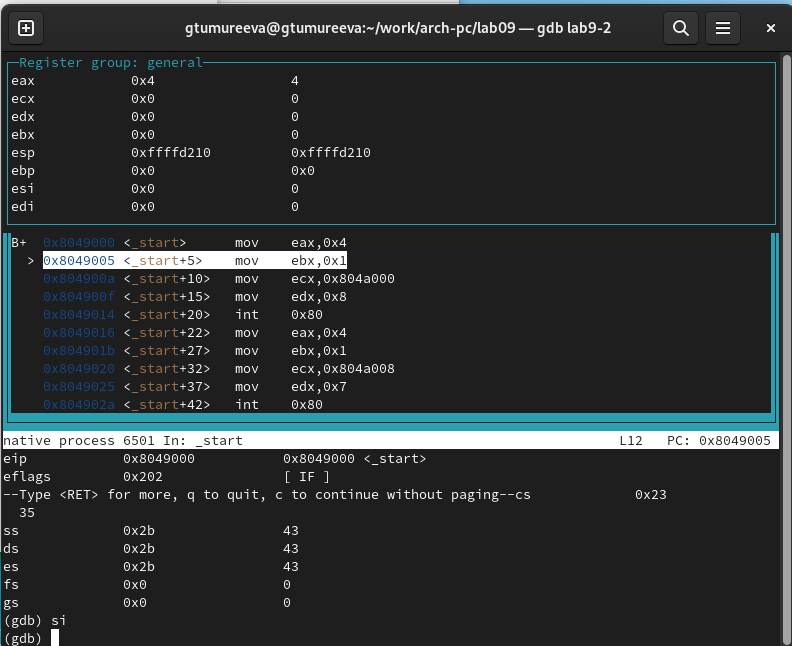 gtumureeva@gtumureeva:~/work/arch-pc/lab09 — gdb lab9-2
Register group: general
eax 0x4 4
ecx 0x0 0
edx 0x0 0
ebx 0x0 0
esp 0xffffd210 0xffffd210
ebp 0x0 0x0
esi 0x0 0
edi 0x0 0
B+ 0x8049000 <_start> mov eax,0x4
> 0x8049005 <_start+5> mov ebx,0x1
0x804900a <_start+10> mov ecx,0x804a000
0x804900f <_start+15> mov edx,0x8
0x8049014 <_start+20> int 0x80
0x8049016 <_start+22> mov eax,0x4
0x804901b <_start+27> mov ebx,0x1
0x8049020 <_start+32> mov ecx,0x804a008
0x8049025 <_start+37> mov edx,0x7
0x804902a <_start+42> int 0x80
native process 6501 In: _start L12 PC: 0x8049005
eip 0x8049000 0x8049000 <_start>
eflags 0x202 [ IF ]
--Type <RET> for more, q to quit, c to continue without paging--cs 0x23
35
ss 0x2b 43
ds 0x2b 43
es 0x2b 43
fs 0x0 0
gs 0x0 0
(gdb) si
(gdb)